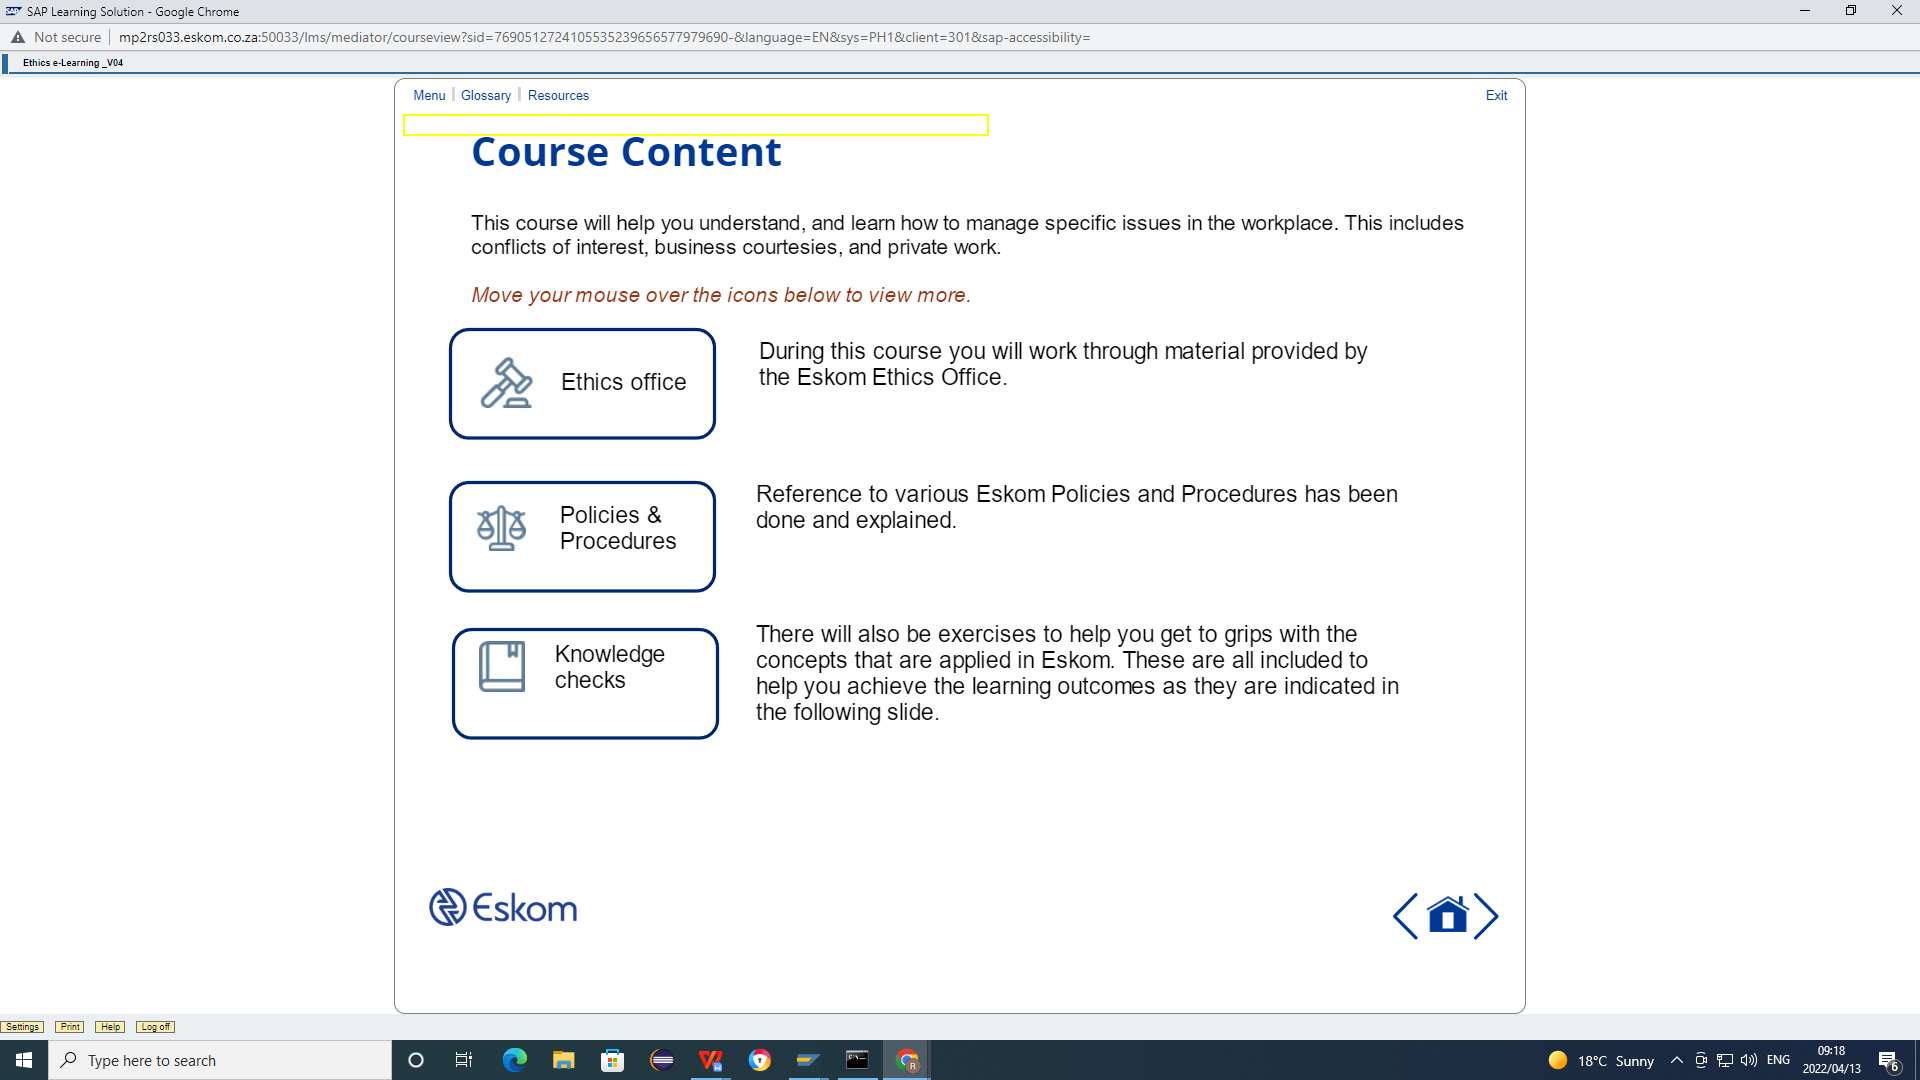 SAP Learning Solution - Google Chrome
Not secure mp2rs033.eskom.co.za:50033/lms/mediator/courseview?sid=7690512724105535239656577979690-&language=EN&sys=PH1&client=301&sap-accessibility=
Ethics e-Learning _V04
Menu Glossary Resources Exit
Course Content
This course will help you understand, and learn how to manage specific issues in the workplace. This includes
conflicts of interest, business courtesies, and private work.
Move your mouse over the icons below to view more.
Ethics office
During this course you will work through material provided by
the Eskom Ethics Office.
Policies &
Procedures
Reference to various Eskom Policies and Procedures has been
done and explained.
Knowledge
checks
There will also be exercises to help you get to grips with the
concepts that are applied in Eskom. These are all included to
help you achieve the learning outcomes as they are indicated in
the following slide.
Eskom
Settings Print Help Log off
Type here to search
18°C Sunny ENG
09:18
2022/04/13
6